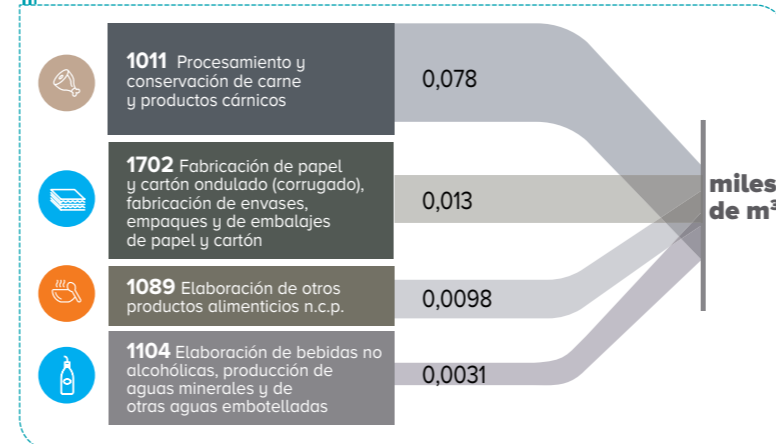 1011 Procesamiento y
conservación de carne
y productos cárnicos
0,078
1702 Fabricación de papel
y cartón ondulado (corrugado),
fabricación de envases,
empaques y de embalajes
de papel y cartón
0,013
1089 Elaboración de otros
productos alimenticios n.c.p.
0,0098
1104 Elaboración de bebidas no
alcohólicas, producción de
aguas minerales y de
otras aguas embotelladas
0,0031
miles
de m³